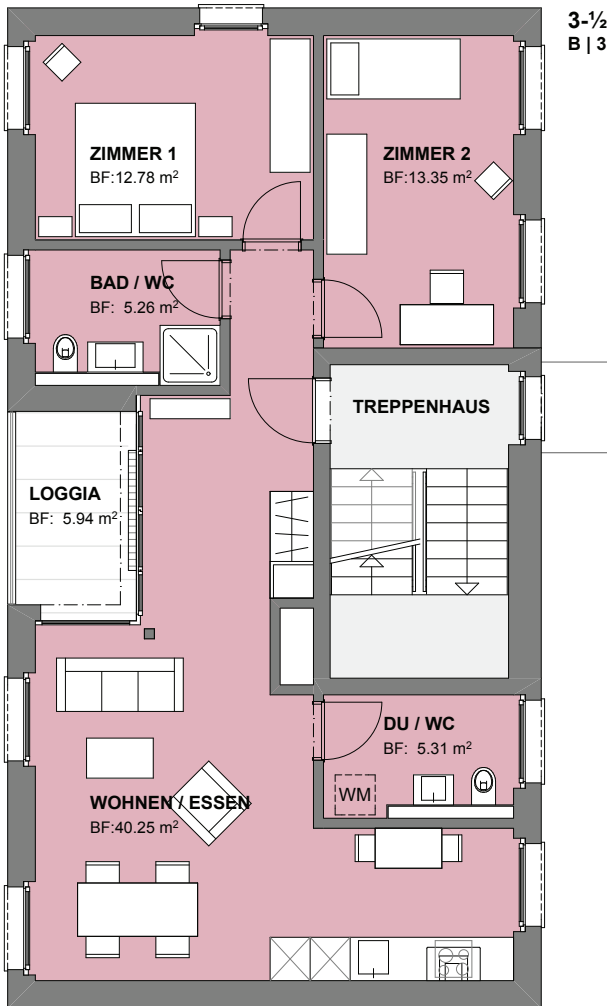 3-½
B | 3
ZIMMER 1
BF:12.78 m²
ZIMMER 2
BF:13.35 m²
BAD / WC
BF: 5.26 m²
TREPPENHAUS
LOGGIA
BF: 5.94 m²
DU / WC
BF: 5.31 m²
WM
WOHNEN / ESSEN
BF:40.25 m²